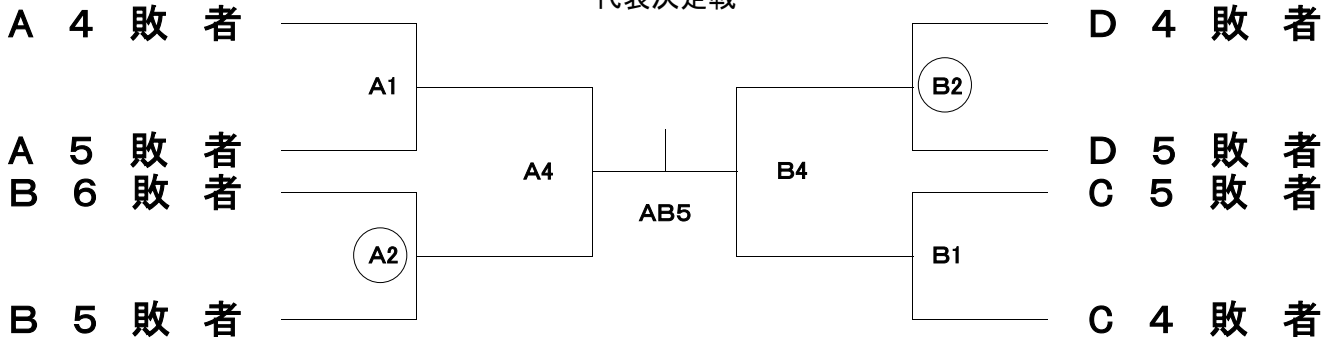 代表決定戦
A 4 敗 者
A 5 敗 者
B 6 敗 者
B 5 敗 者
A1
A2
A4
AB5
B4
B2
B1
D 4 敗 者
D 5 敗 者
C 5 敗 者
C 4 敗 者